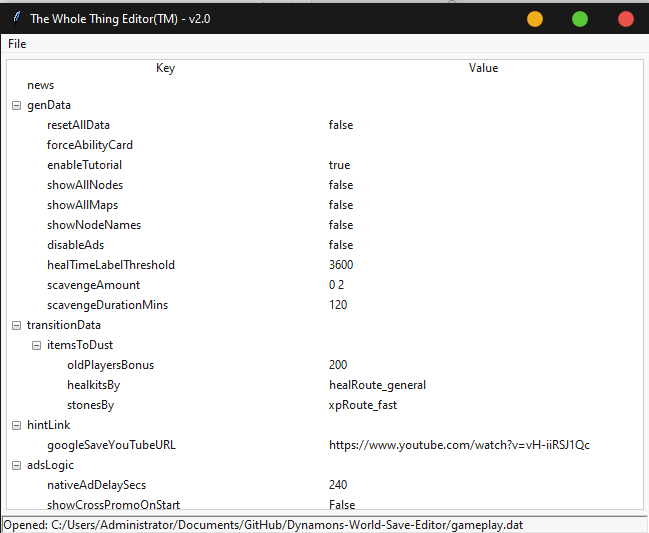 The Whole Thing Editor(TM) - v2.0
File
Key Value
news
genData
resetAllData false
forceAbilityCard
enableTutorial true
showAllNodes false
showAllMaps false
showNodeNames false
disableAds false
healTimeLabelThreshold 3600
scavengeAmount 0 2
scavengeDurationMins 120
transitionData
itemsToDust
oldPlayersBonus 200
healkitsBy healRoute_general
stonesBy xpRoute_fast
hintLink
googleSaveYouTubeURL https://www.youtube.com/watch?v=vH-iiRSJ1Qc
adsLogic
nativeAdDelaySecs 240
showCrossPromoOnStart False
Opened: C:/Users/Administrator/Documents/GitHub/Dynamons-World-Save-Editor/gameplay.dat